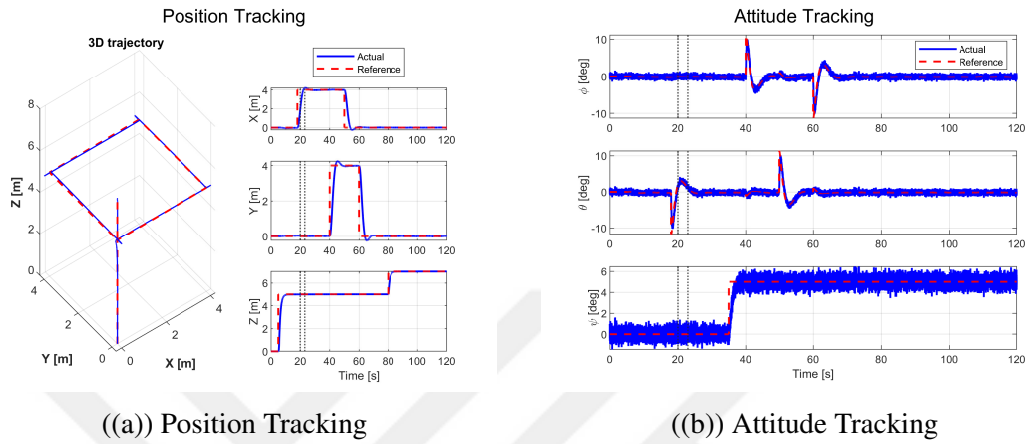 Position Tracking
3D trajectory
8
6
4
2
0
Z [m]
4
2
0
Y [m]
0
2
4
X [m]
Actual
Reference
4
2
0
X [m]
0 20 40 60 80 100 120
4
2
0
Y [m]
0 20 40 60 80 100 120
6
4
2
0
Z [m]
0 20 40 60 80 100 120
Time [s]
((a)) Position Tracking
Attitude Tracking
Actual
Reference
10
0
-10
ϕ [deg]
0 20 40 60 80 100 120
10
0
-10
θ [deg]
0 20 40 60 80 100 120
6
4
2
0
ψ [deg]
0 20 40 60 80 100 120
Time [s]
((b)) Attitude Tracking